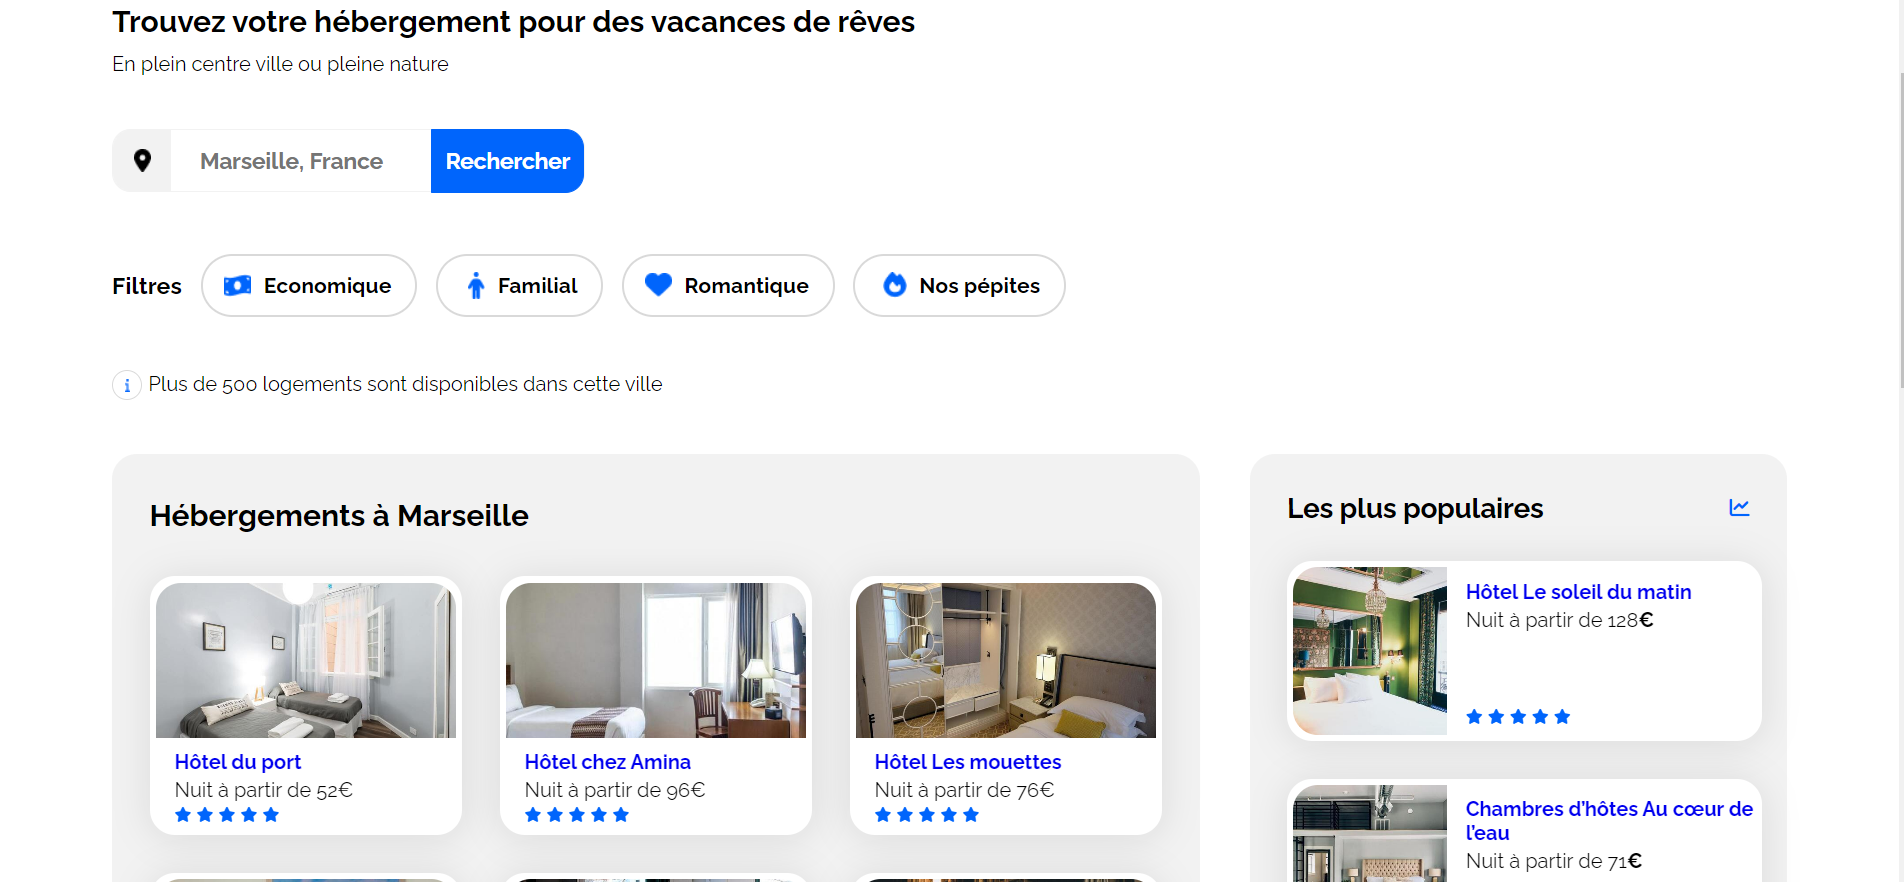 Trouvez votre hébergement pour des vacances de rêves
En plein centre ville ou pleine nature
Marseille, France
Rechercher
Filtres
Economique
Familial
Romantique
Nos pépites
Plus de 500 logements sont disponibles dans cette ville
Hébergements à Marseille
Hôtel du port
Nuit à partir de 52€
Hôtel chez Amina
Nuit à partir de 96€
Hôtel Les mouettes
Nuit à partir de 76€
Les plus populaires
Hôtel Le soleil du matin
Nuit à partir de 128€
Chambres d’hôtes Au cœur de
l’eau
Nuit à partir de 71€